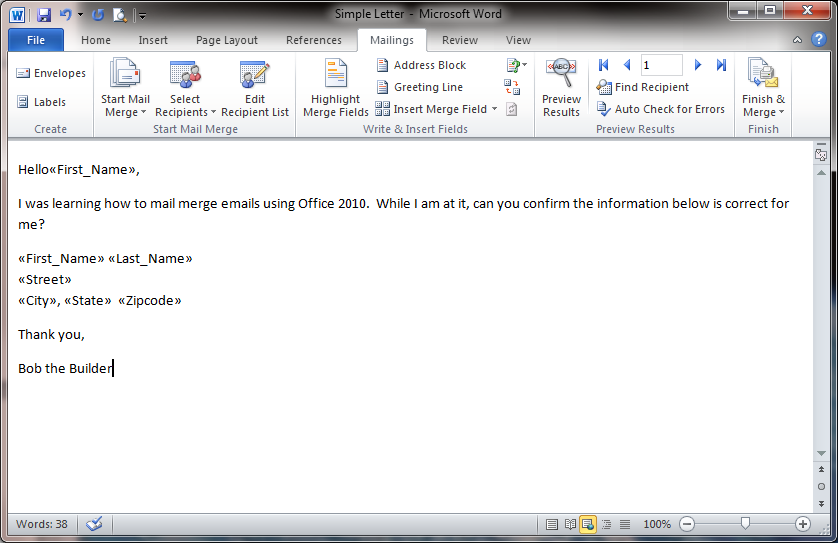 Simple Letter - Microsoft Word
File Home Insert Page Layout References Mailings Review View
Envelopes
Labels
Create
Start Mail
Merge
Select
Recipients
Edit
Recipient List
Start Mail Merge
Highlight
Merge Fields
Address Block
Greeting Line
Insert Merge Field
Write & Insert Fields
«ABC»
Preview
Results
1
Find Recipient
Auto Check for Errors
Preview Results
Finish &
Merge
Finish
Hello«First_Name»,
I was learning how to mail merge emails using Office 2010.  While I am at it, can you confirm the information below is correct for
me?
«First_Name» «Last_Name»
«Street»
«City», «State»  «Zipcode»
Thank you,
Bob the Builder
Words: 38
100%